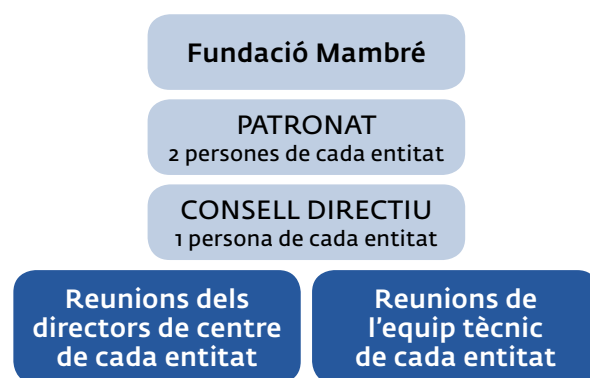 Fundació Mambré
PATRONAT
2 persones de cada entitat
CONSELL DIRECTIU
1 persona de cada entitat
Reunions dels
directors de centre
de cada entitat
Reunions de
l’equip tècnic
de cada entitat